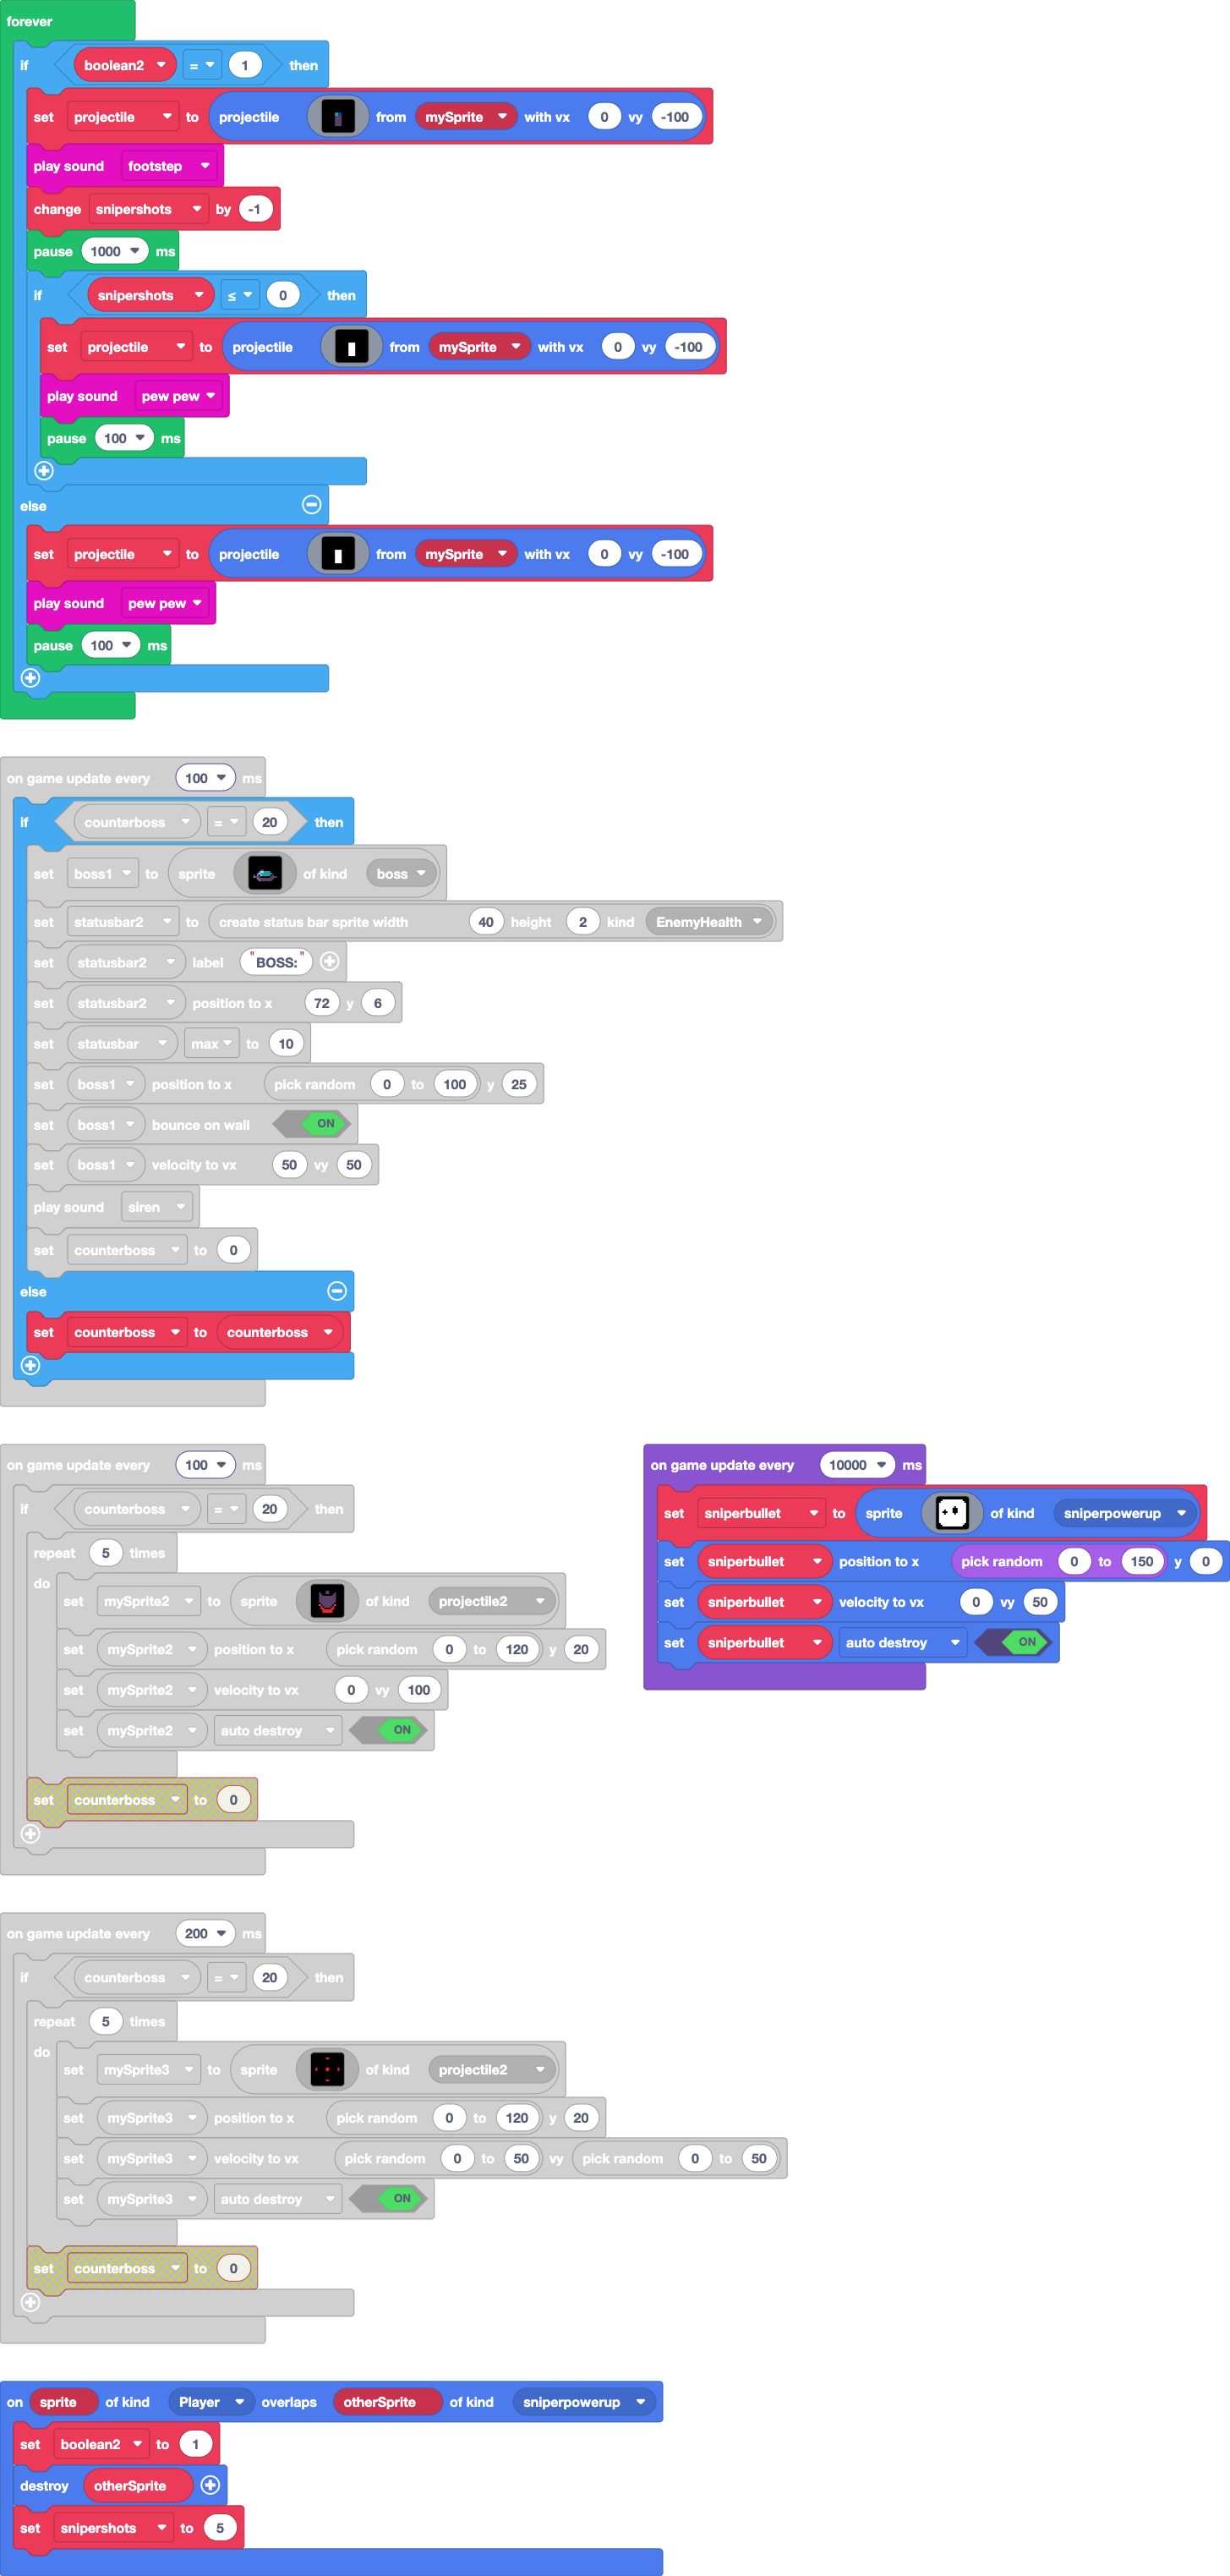 forever
if boolean2 = 1 then
set projectile to projectile from mySprite with vx 0 vy -100
play sound footstep
change snipershots by -1
pause 1000 ms
if snipershots ≤ 0 then
set projectile to projectile from mySprite with vx 0 vy -100
play sound pew pew
pause 100 ms
else
set projectile to projectile from mySprite with vx 0 vy -100
play sound pew pew
pause 100 ms
on game update every 100 ms
if counterboss = 20 then
set boss1 to sprite of kind boss
set statusbar2 to create status bar sprite width 40 height 2 kind EnemyHealth
set statusbar2 label "BOSS:"
set statusbar2 position to x 72 y 6
set statusbar max to 10
set boss1 position to x pick random 0 to 100 y 25
set boss1 bounce on wall ON
set boss1 velocity to vx 50 vy 50
play sound siren
set counterboss to 0
else
set counterboss to counterboss
on game update every 100 ms
if counterboss = 20 then
repeat 5 times
do
set mySprite2 to sprite of kind projectile2
set mySprite2 position to x pick random 0 to 120 y 20
set mySprite2 velocity to vx 0 vy 100
set mySprite2 auto destroy ON
set counterboss to 0
on game update every 10000 ms
set sniperbullet to sprite of kind sniperpowerup
set sniperbullet position to x pick random 0 to 150 y 0
set sniperbullet velocity to vx 0 vy 50
set sniperbullet auto destroy ON
on game update every 200 ms
if counterboss = 20 then
repeat 5 times
do
set mySprite3 to sprite of kind projectile2
set mySprite3 position to x pick random 0 to 120 y 20
set mySprite3 velocity to vx pick random 0 to 50 vy pick random 0 to 50
set mySprite3 auto destroy ON
set counterboss to 0
on sprite of kind Player overlaps otherSprite of kind sniperpowerup
set boolean2 to 1
destroy otherSprite
set snipershots to 5